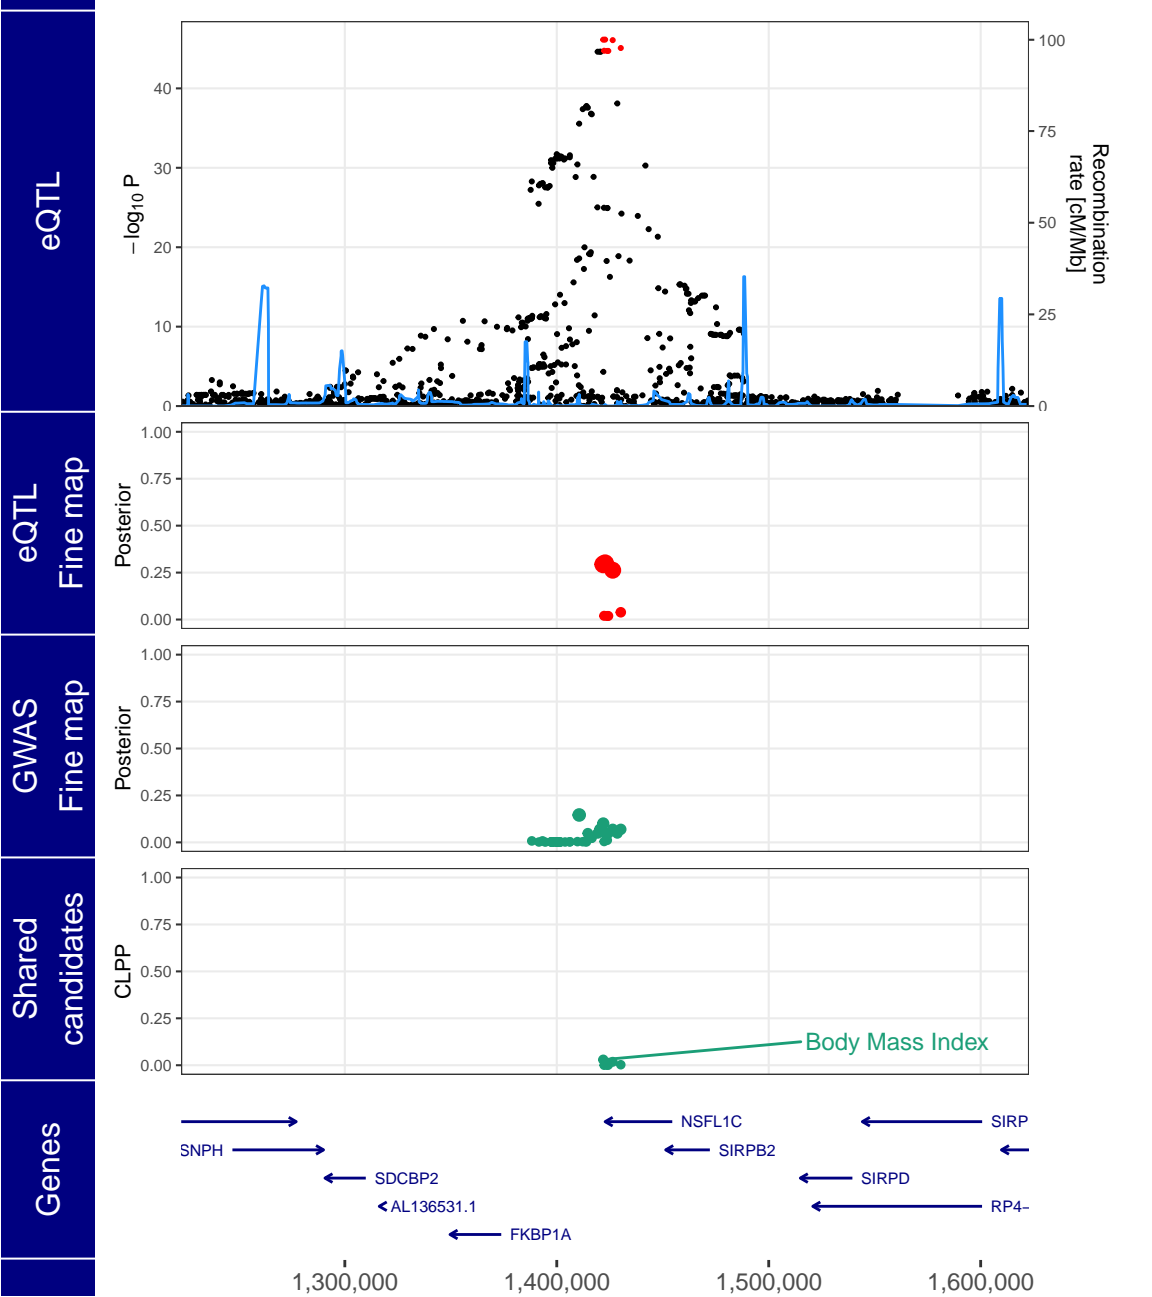 eQTL
− log10 P
40
30
20
10
0
100
75
50
25
0
Recombination
rate [cM/Mb]
eQTL
Fine map
Posterior
1.00
0.75
0.50
0.25
0.00
GWAS
Fine map
Posterior
1.00
0.75
0.50
0.25
0.00
Shared
candidates
CLPP
1.00
0.75
0.50
0.25
0.00
Body Mass Index
Genes
NSFL1C
SIRP
SNPH
SIRPB2
SDCBP2
SIRPD
AL136531.1
RP4−
FKBP1A
1,300,000
1,400,000
1,500,000
1,600,000